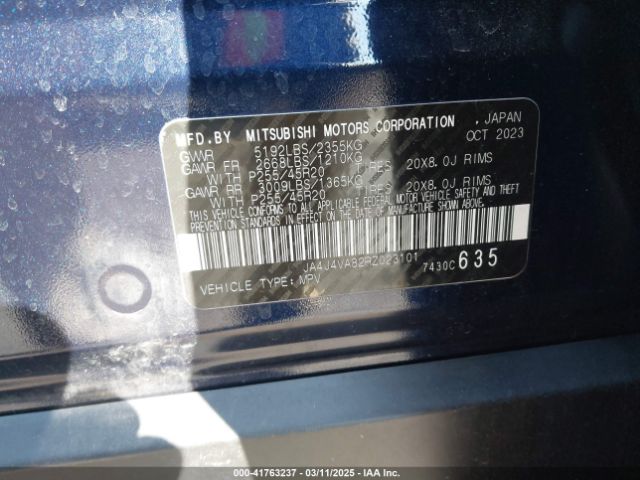 MFD.BY MITSUBISHI MOTORS CORPORATION , JAPAN
GVWR 5192LBS/2355KG OCT 2023
GAWR FR 2668LBS/1210KG
WITH P255/45R20 TIRES 20X8.0J RIMS
GAWR RR 3009LBS/1365KG
WITH P255/45R20 TIRES 20X8.0J RIMS
THIS VEHICLE CONFORMS TO ALL APPLICABLE FEDERAL MOTOR VEHICLE SAFETY AND
THEFT PREVENTION STANDARDS IN EFFECT ON THE DATE OF MANUFACTURE SHOWN ABOVE.
JA4J4VA82RZ023101 7430C 635
VEHICLE TYPE: MPV
000-41763237 - 03/11/2025 - IAA Inc.